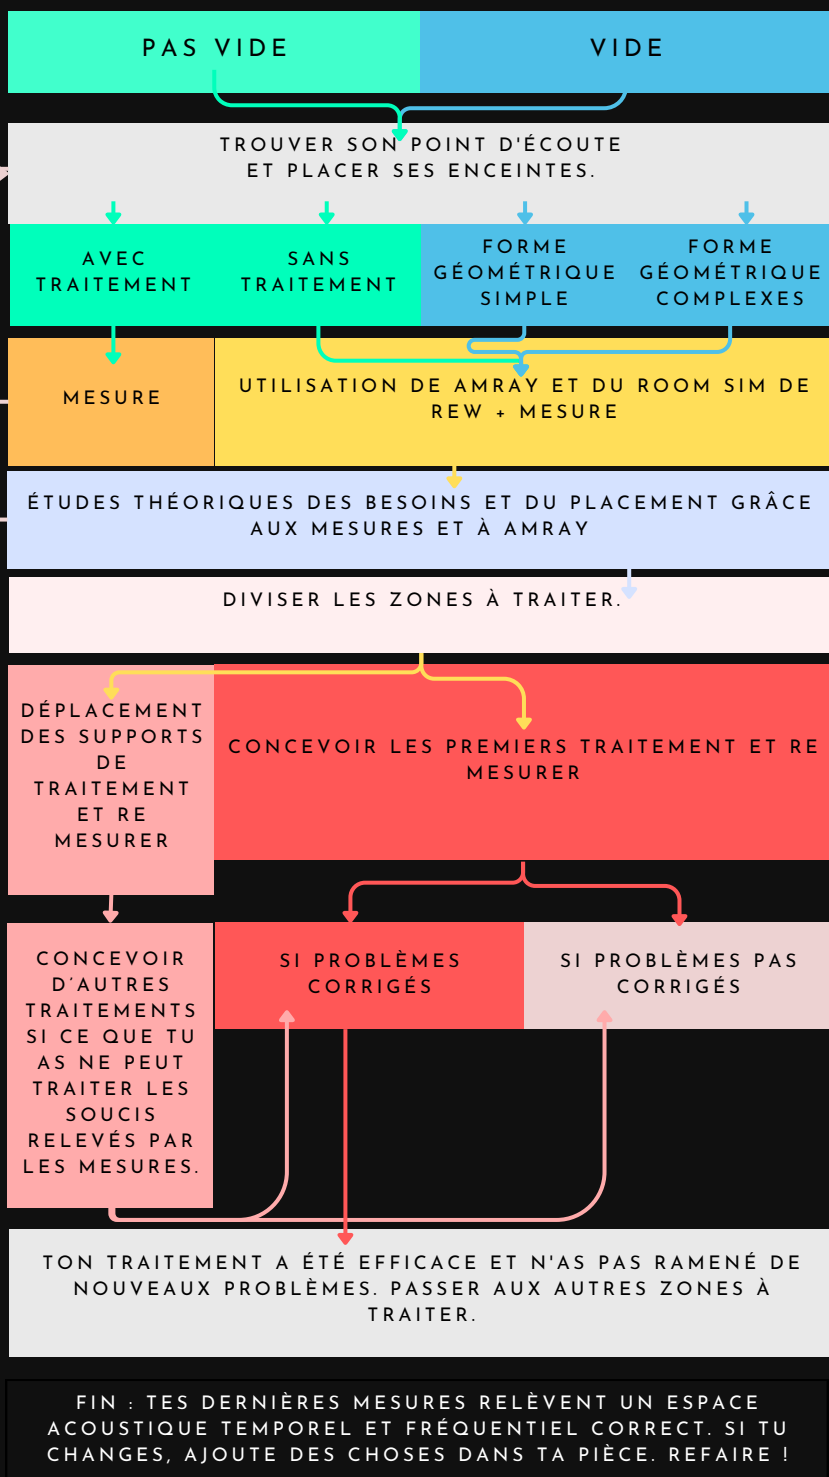 PAS VIDE
VIDE
TROUVER SON POINT D'ÉCOUTE
ET PLACER SES ENCEINTES.
AVEC
TRAITEMENT
SANS
TRAITEMENT
FORME
GÉOMÉTRIQUE
SIMPLE
FORME
GÉOMÉTRIQUE
COMPLEXES
MESURE
UTILISATION DE AMRAY ET DU ROOM SIM DE
REW + MESURE
ÉTUDES THÉORIQUES DES BESOINS ET DU PLACEMENT GRÂCE
AUX MESURES ET À AMRAY
DIVISER LES ZONES À TRAITER.
DÉPLACEMENT
DES SUPPORTS
DE
TRAITEMENT
ET RE
MESURER
CONCEVOIR LES PREMIERS TRAITEMENT ET RE
MESURER
CONCEVOIR
D'AUTRES
TRAITEMENTS
SI CE QUE TU
AS NE PEUT
TRAITER LES
SOUCIS
RELEVÉS PAR
LES MESURES.
SI PROBLÈMES
CORRIGÉS
SI PROBLÈMES PAS
CORRIGÉS
TON TRAITEMENT A ÉTÉ EFFICACE ET N'AS PAS RAMENÉ DE
NOUVEAUX PROBLÈMES. PASSER AUX AUTRES ZONES À
TRAITER.
FIN : TES DERNIÈRES MESURES RELÈVENT UN ESPACE
ACOUSTIQUE TEMPOREL ET FRÉQUENTIEL CORRECT. SI TU
CHANGES, AJOUTE DES CHOSES DANS TA PIÈCE. REFAIRE !